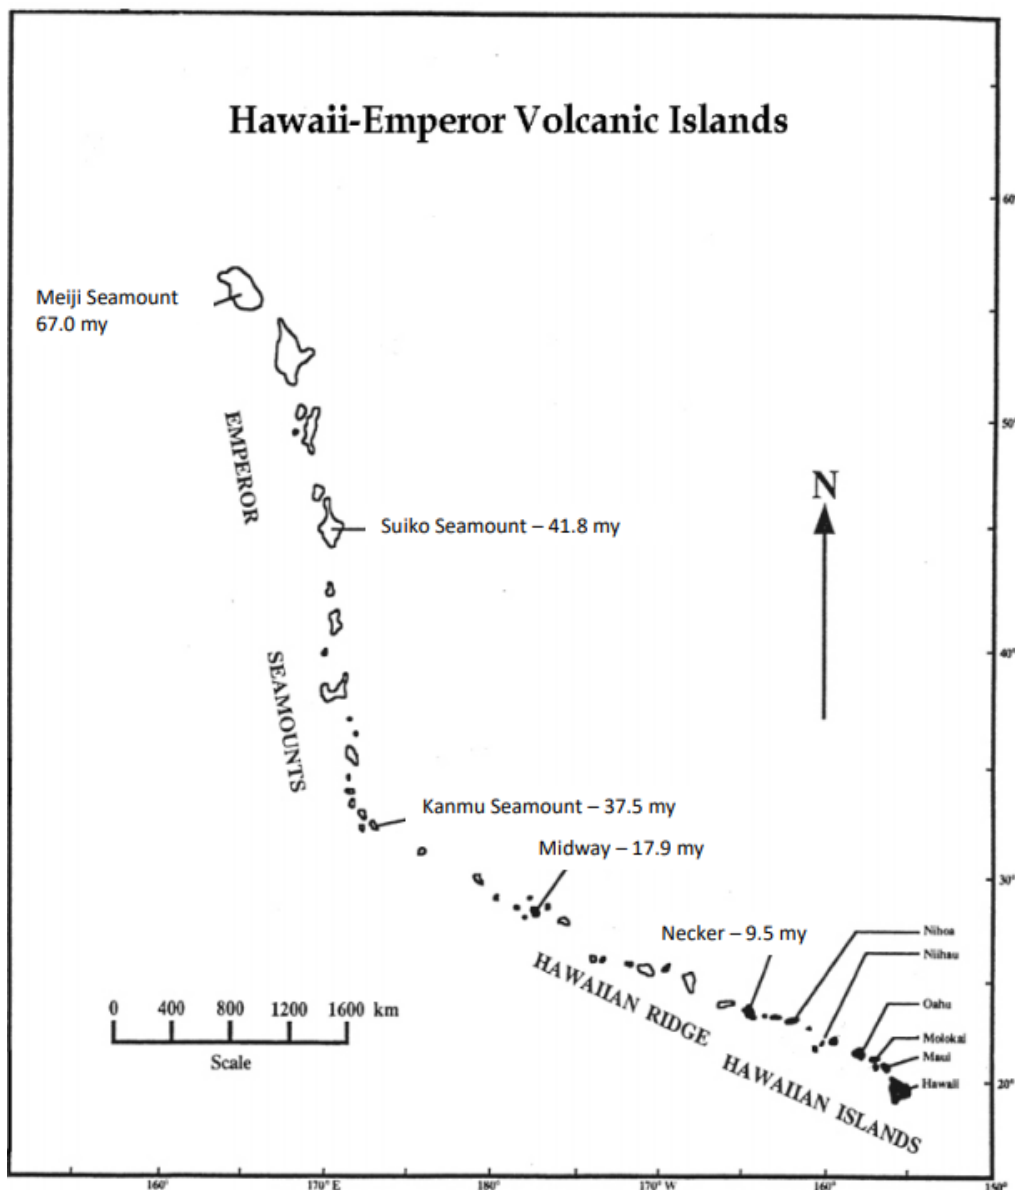 Hawaii-Emperor Volcanic Islands
60°
Meiji Seamount
67.0 my
EMPEROR
50°
N
Suiko Seamount – 41.8 my
SEAMOUNTS
40°
Kanmu Seamount – 37.5 my
Midway – 17.9 my
30°
Necker – 9.5 my
Nihoa
Niihau
HAWAIIAN RIDGE
HAWAIIAN ISLANDS
Oahu
Molokai
Maui
Hawaii
20°
0 400 800 1200 1600 km
Scale
160° 170° E 180° 170° W 160° 150°